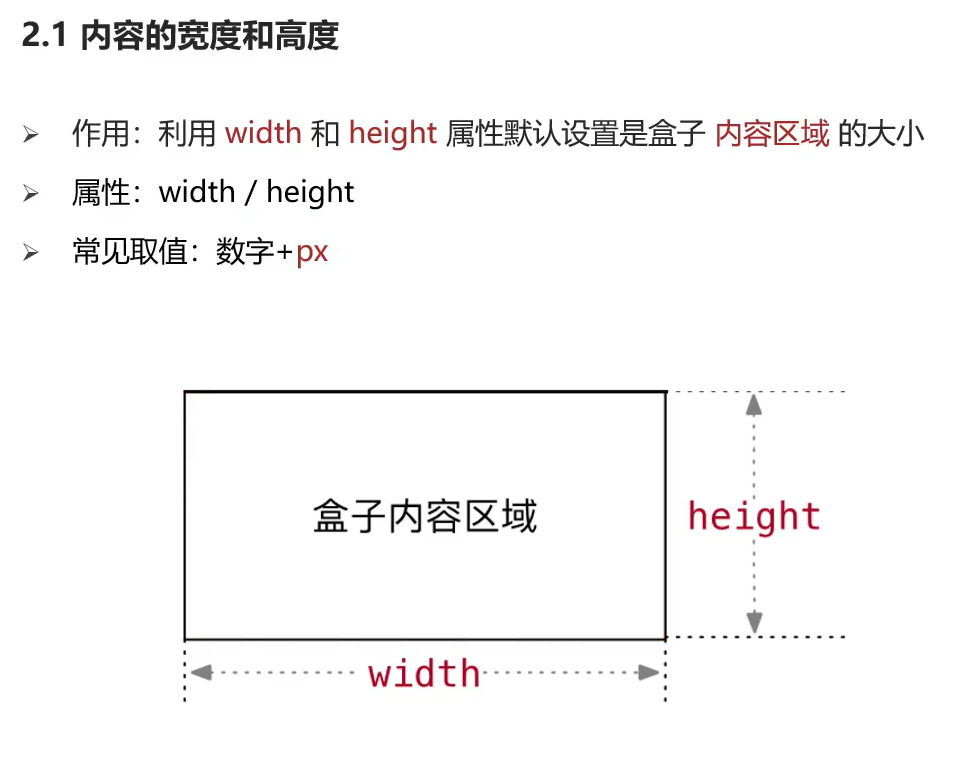 2.1 内容的宽度和高度
作用：利用 width 和 height 属性默认设置是盒子 内容区域 的大小
属性：width / height
常见取值：数字+px
盒子内容区域
height
width